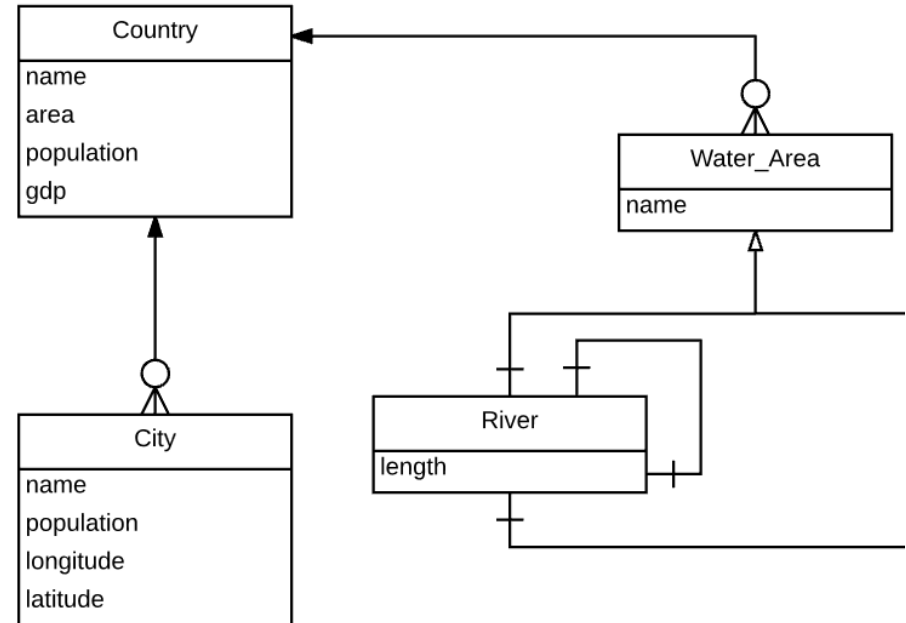 Country
name
area
population
gdp
Water_Area
name
River
length
City
name
population
longitude
latitude